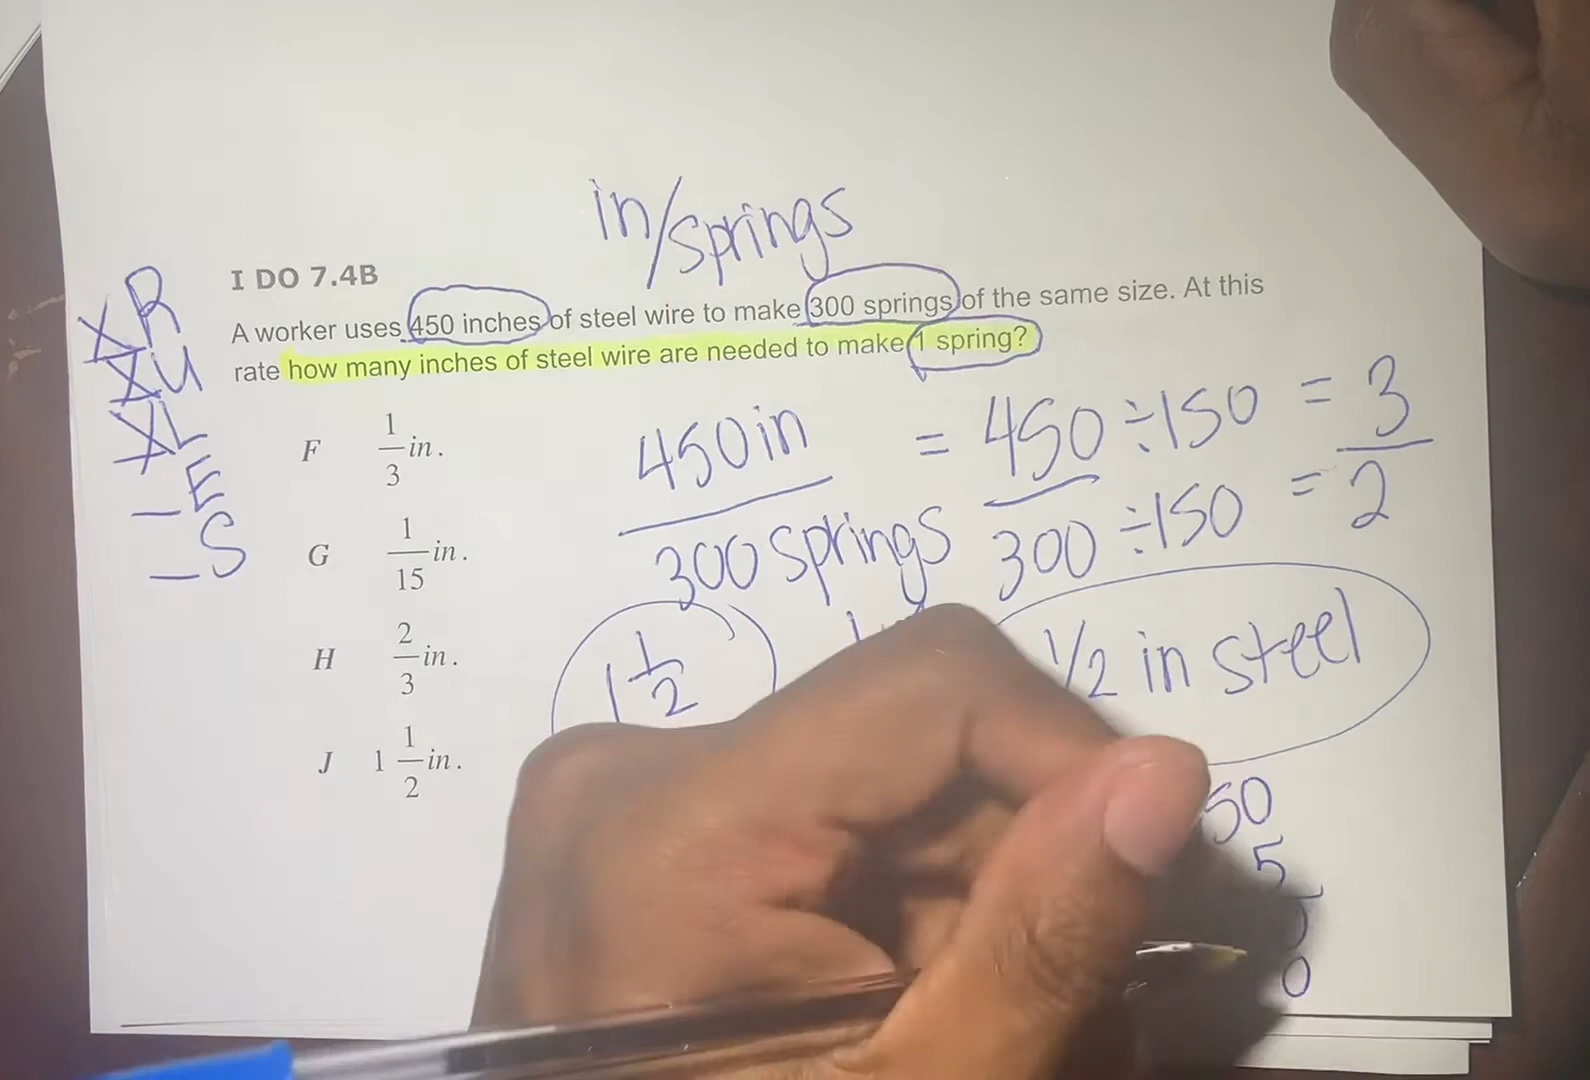 in/springs
I DO 7.4B
A worker uses 450 inches of steel wire to make 300 springs of the same size. At this
rate how many inches of steel wire are needed to make 1 spring?
X R
X U
X L
_ E
_ S
F 1/3 in.
G 1/15 in.
H 2/3 in.
J 1 1/2 in.
450 in = 450 ÷150 = 3
300 springs 300 ÷150 = 2
1 1/2
1/2 in steel
50
5
0